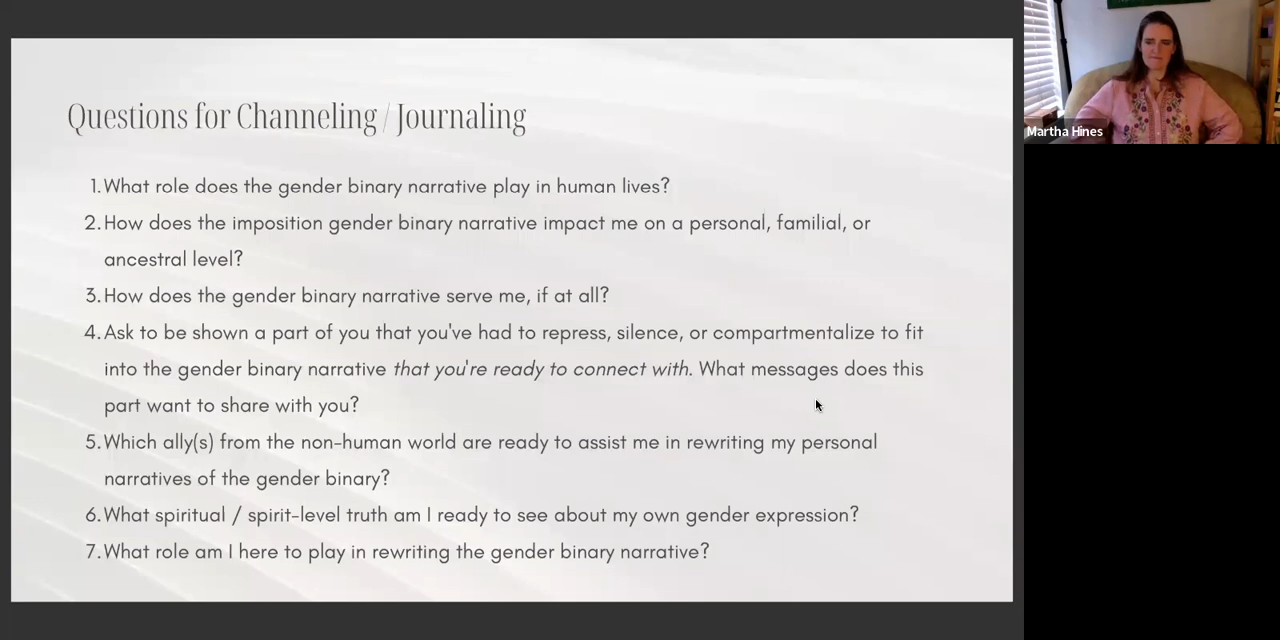 Questions for Channeling / Journaling
1. What role does the gender binary narrative play in human lives?
2. How does the imposition gender binary narrative impact me on a personal, familial, or
ancestral level?
3. How does the gender binary narrative serve me, if at all?
4. Ask to be shown a part of you that you've had to repress, silence, or compartmentalize to fit
into the gender binary narrative that you're ready to connect with. What messages does this
part want to share with you?
5. Which ally(s) from the non-human world are ready to assist me in rewriting my personal
narratives of the gender binary?
6. What spiritual / spirit-level truth am I ready to see about my own gender expression?
7. What role am I here to play in rewriting the gender binary narrative?
Martha Hines